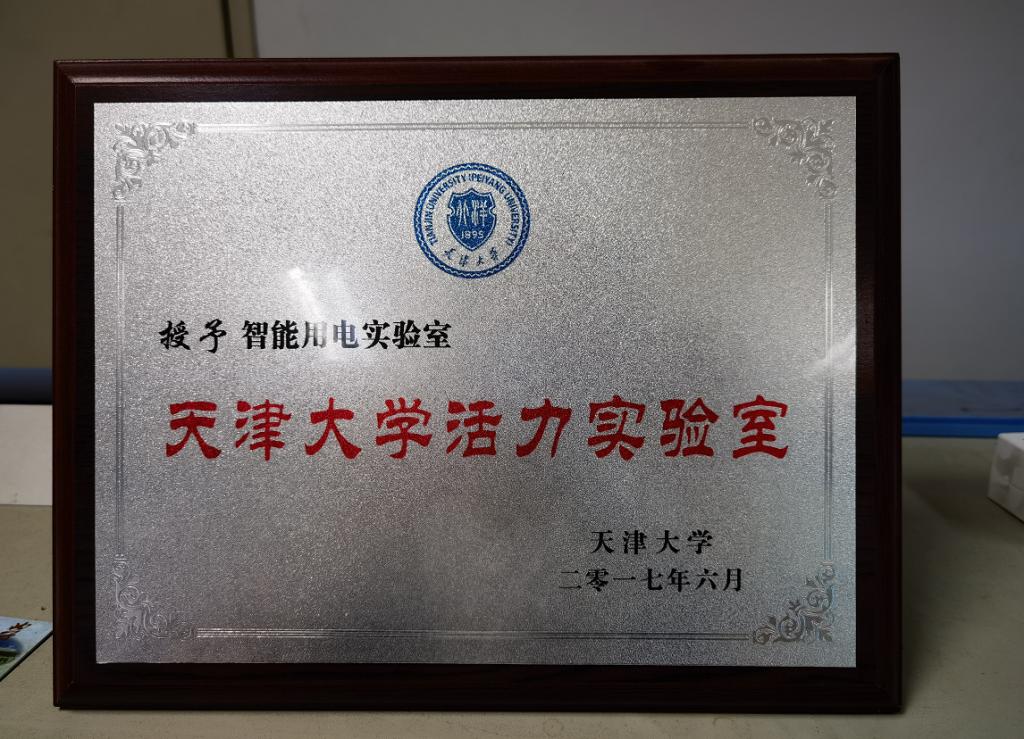 TIANJIN UNIVERSITY (PEIYANG UNIVERSITY)
北洋
1895
天津大学
授予 智能用电实验室
天津大学活力实验室
天津大学
二零一七年六月